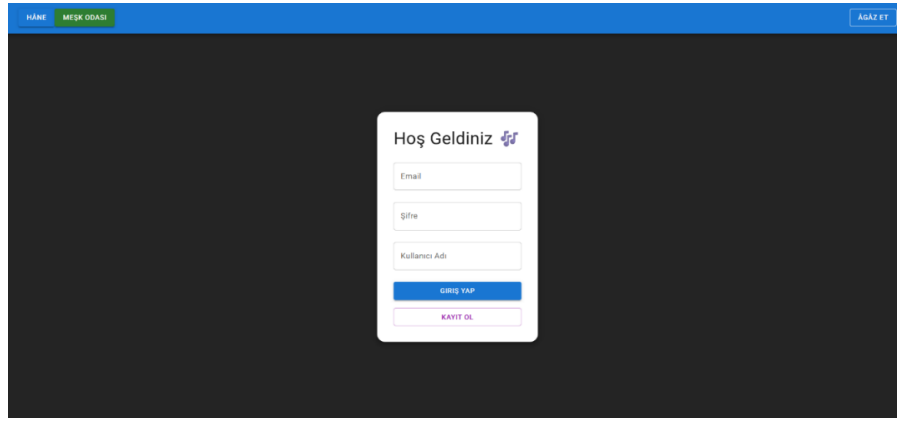 HÂNE MEŞK ODASI ÂGÂZ ET
Hoş Geldiniz 🎶
Email
Şifre
Kullanıcı Adı
GIRIŞ YAP
KAYIT OL